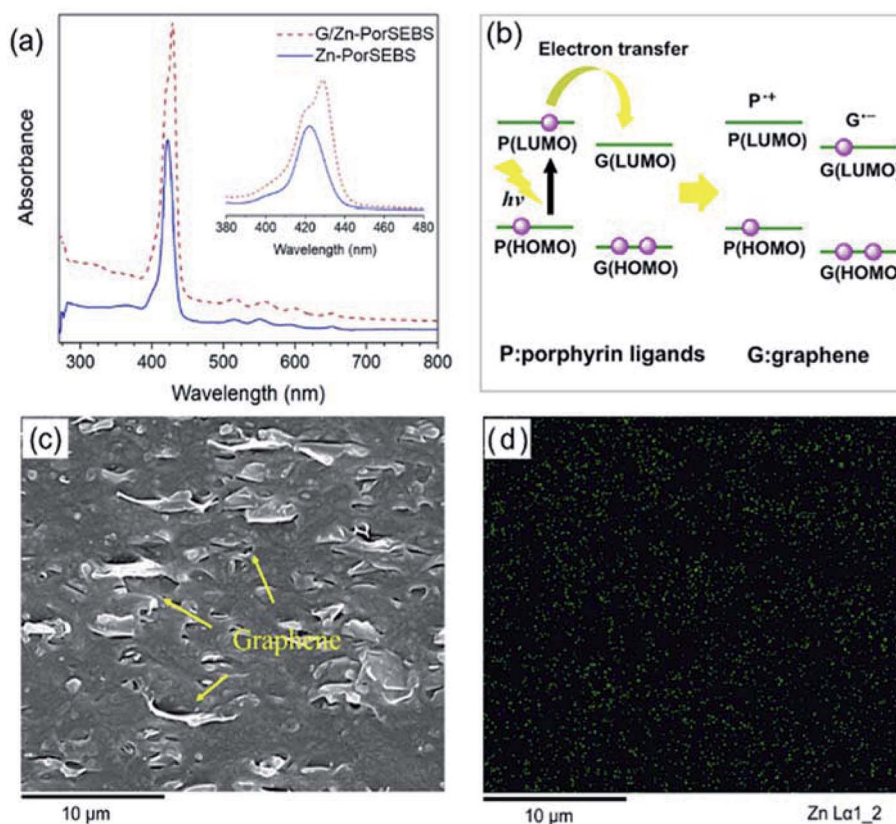 (a)
G/Zn-PorSEBS
Zn-PorSEBS
Absorbance
380 400 420 440 460 480
Wavelength (nm)
300 400 500 600 700 800
Wavelength (nm)
(b)
Electron transfer
P(LUMO)
G(LUMO)
hν
P(HOMO)
G(HOMO)
P·+
P(LUMO)
G·−
G(LUMO)
P(HOMO)
G(HOMO)
P:porphyrin ligands G:graphene
(c)
Graphene
10 µm
(d)
10 µm
Zn Lα1_2